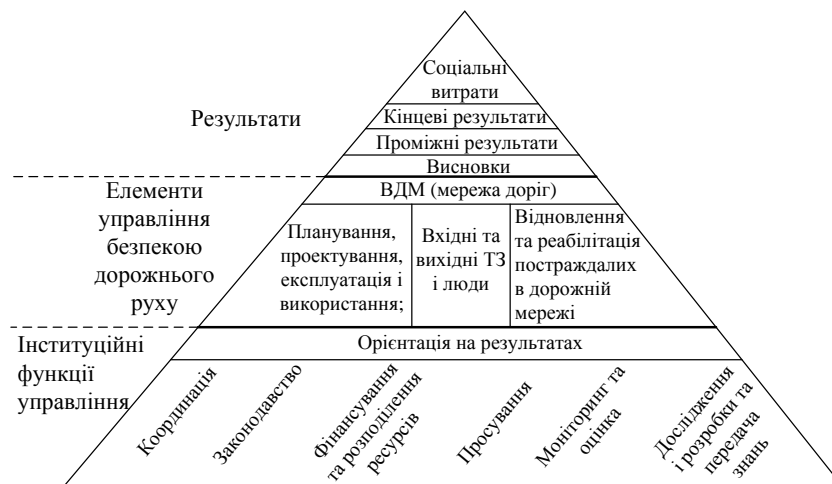 Соціальні
витрати
Кінцеві результати
Проміжні результати
Висновки
Результати
ВДМ (мережа доріг)
Елементи
управління
безпекою
дорожнього
руху
Планування,
проектування,
експлуатація і
використання;
Вхідні та
вихідні ТЗ
і люди
Відновлення
та реабілітація
постраждалих
в дорожній
мережі
Інституційні
функції
управління
Орієнтація на результатах
Координація
Законодавство
Фінансування
та розподілення
ресурсів
Просування
Моніторинг та
оцінка
Дослідження
і розробки та
передача
знань